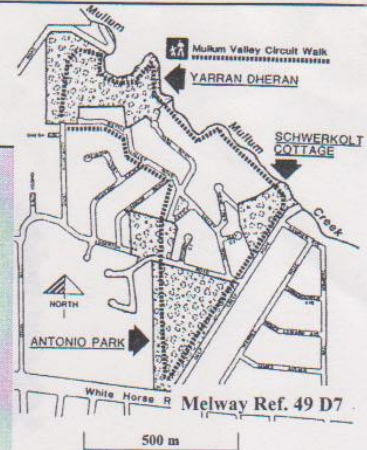 Mullum
Mullum Valley Circuit Walk
YARRAN DHERAN
Mullum
SCHWERKOLT
COTTAGE
Creek
NORTH
ANTONIO PARK
White Horse R
Melway Ref. 49 D7
500 m